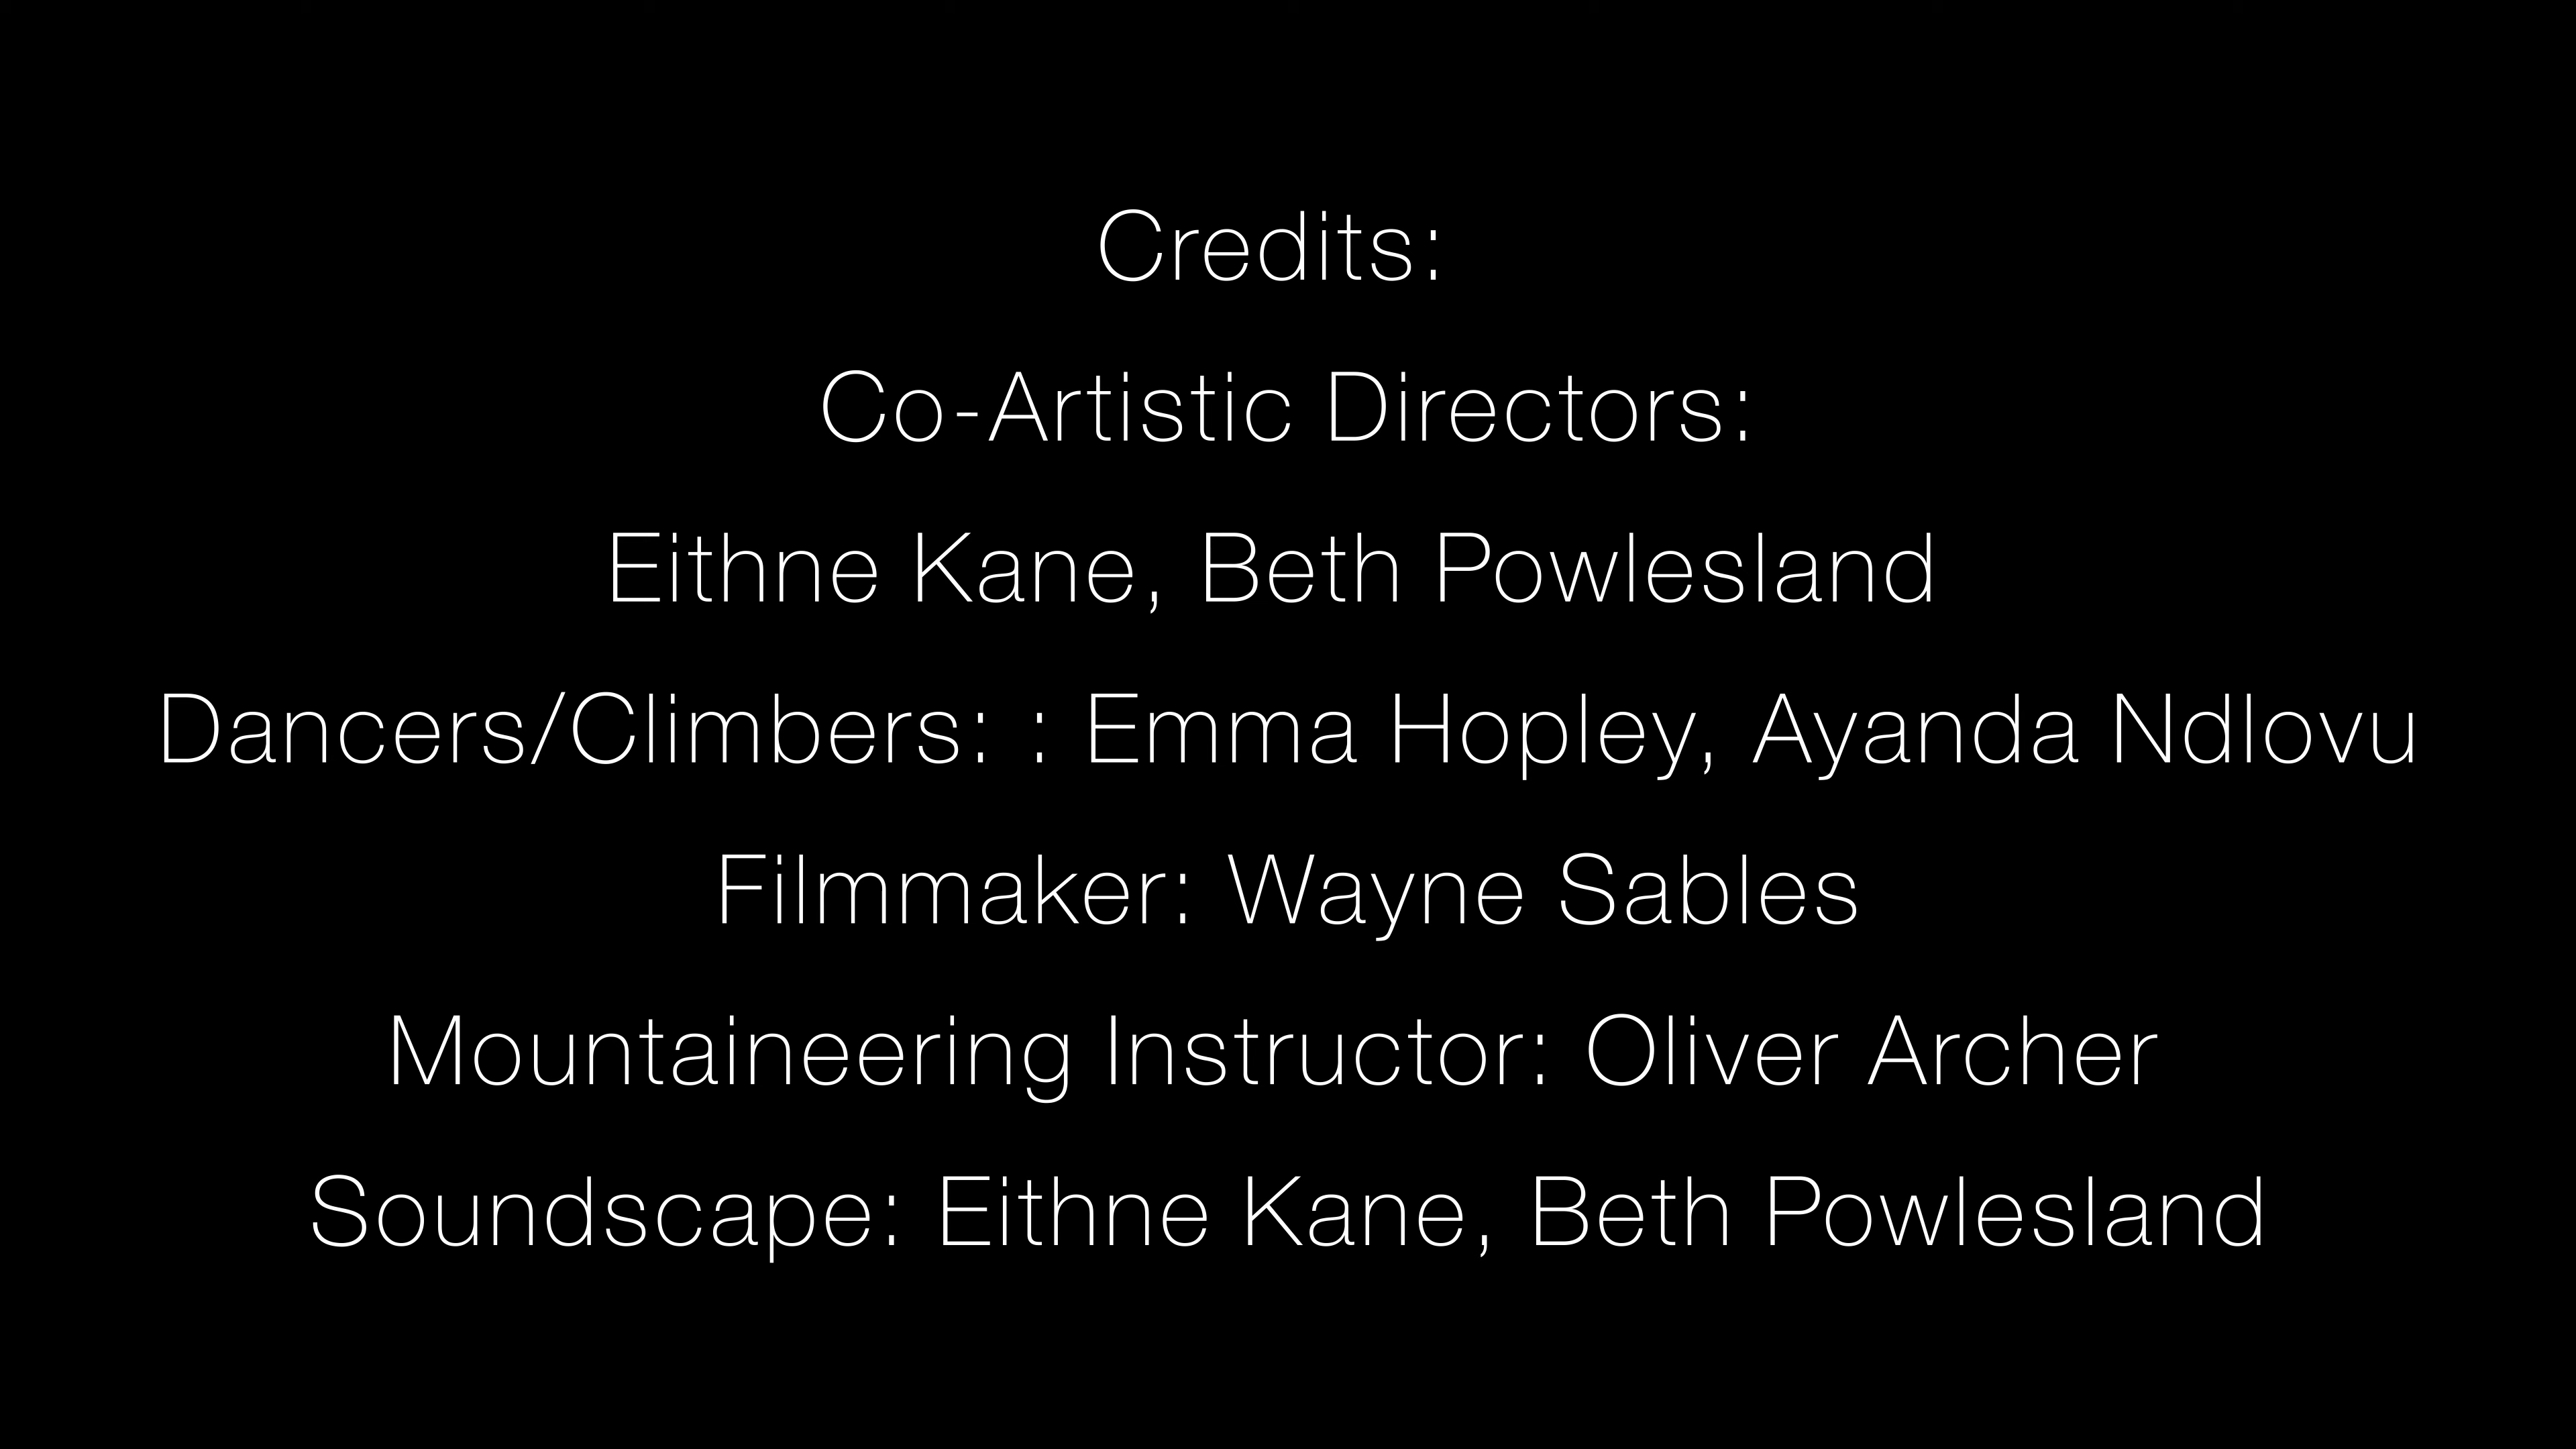 Credits:
Co-Artistic Directors:
Eithne Kane, Beth Powlesland
Dancers/Climbers: : Emma Hopley, Ayanda Ndlovu
Filmmaker: Wayne Sables
Mountaineering Instructor: Oliver Archer
Soundscape: Eithne Kane, Beth Powlesland